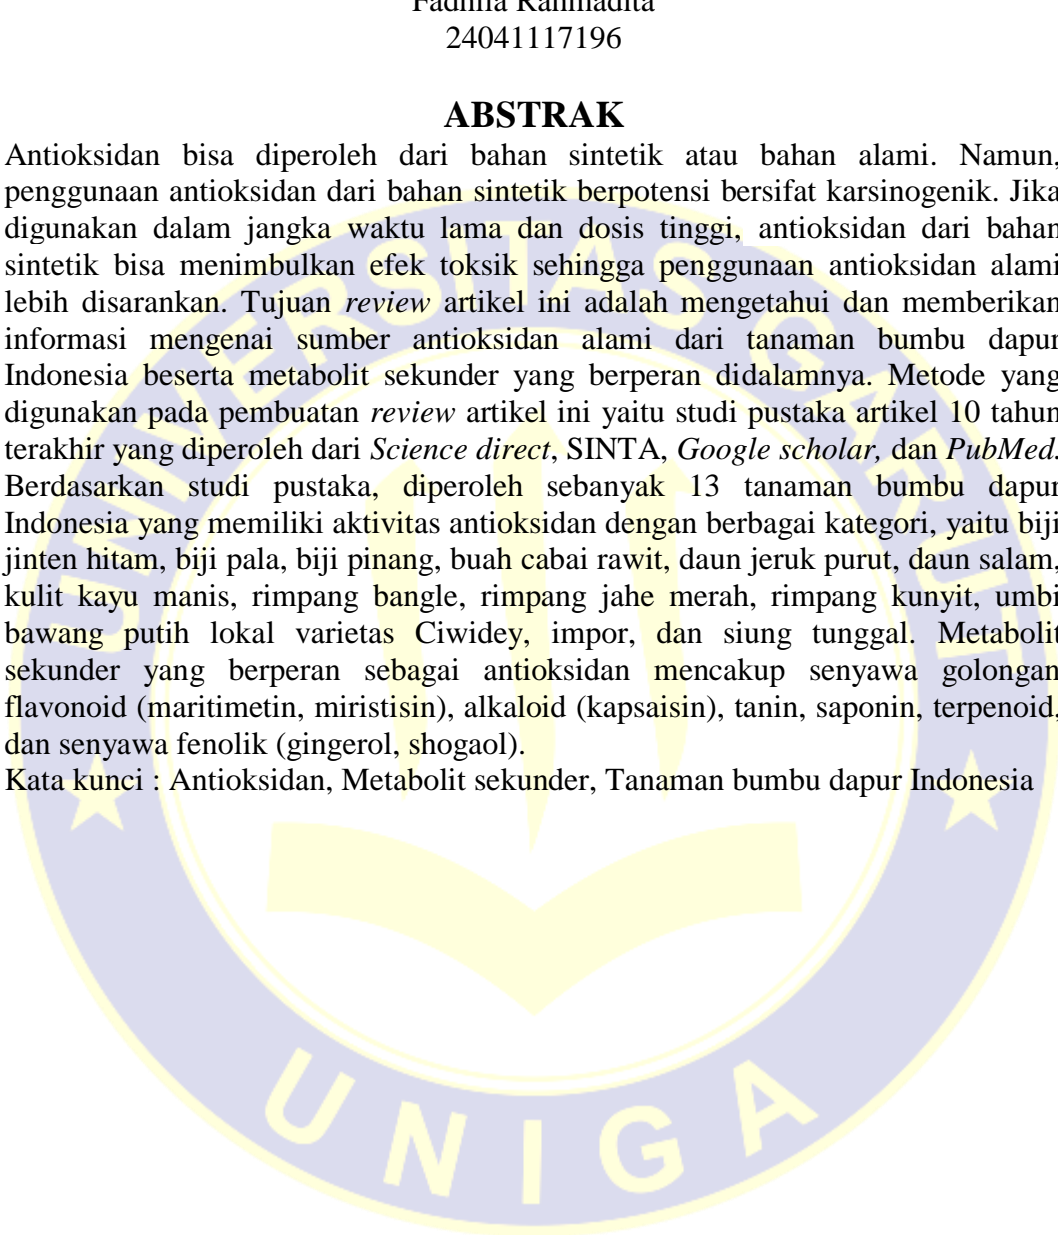 Fadhila Rahmadita
24041117196
ABSTRAK
Antioksidan bisa diperoleh dari bahan sintetik atau bahan alami. Namun,
penggunaan antioksidan dari bahan sintetik berpotensi bersifat karsinogenik. Jika
digunakan dalam jangka waktu lama dan dosis tinggi, antioksidan dari bahan
sintetik bisa menimbulkan efek toksik sehingga penggunaan antioksidan alami
lebih disarankan. Tujuan review artikel ini adalah mengetahui dan memberikan
informasi mengenai sumber antioksidan alami dari tanaman bumbu dapur
Indonesia beserta metabolit sekunder yang berperan didalamnya. Metode yang
digunakan pada pembuatan review artikel ini yaitu studi pustaka artikel 10 tahun
terakhir yang diperoleh dari Science direct, SINTA, Google scholar, dan PubMed.
Berdasarkan studi pustaka, diperoleh sebanyak 13 tanaman bumbu dapur
Indonesia yang memiliki aktivitas antioksidan dengan berbagai kategori, yaitu biji
jinten hitam, biji pala, biji pinang, buah cabai rawit, daun jeruk purut, daun salam,
kulit kayu manis, rimpang bangle, rimpang jahe merah, rimpang kunyit, umbi
bawang putih lokal varietas Ciwidey, impor, dan siung tunggal. Metabolit
sekunder yang berperan sebagai antioksidan mencakup senyawa golongan
flavonoid (maritimetin, miristisin), alkaloid (kapsaisin), tanin, saponin, terpenoid,
dan senyawa fenolik (gingerol, shogaol).
Kata kunci : Antioksidan, Metabolit sekunder, Tanaman bumbu dapur Indonesia
UNIVERSITAS GARUT
UNIGA